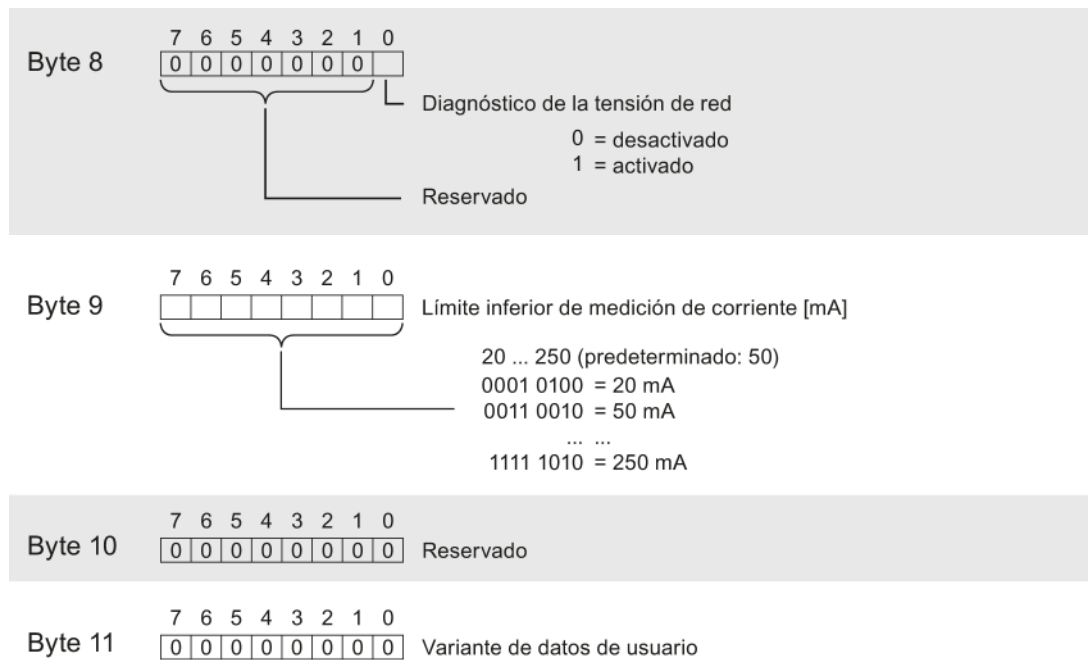 7 6 5 4 3 2 1 0
Byte 8
0 0 0 0 0 0 0
Diagnóstico de la tensión de red
0 = desactivado
1 = activado
Reservado
7 6 5 4 3 2 1 0
Byte 9
Límite inferior de medición de corriente [mA]
20 ... 250 (predeterminado: 50)
0001 0100 = 20 mA
0011 0010 = 50 mA
... ...
1111 1010 = 250 mA
7 6 5 4 3 2 1 0
Byte 10
0 0 0 0 0 0 0 0
Reservado
7 6 5 4 3 2 1 0
Byte 11
0 0 0 0 0 0 0 0
Variante de datos de usuario